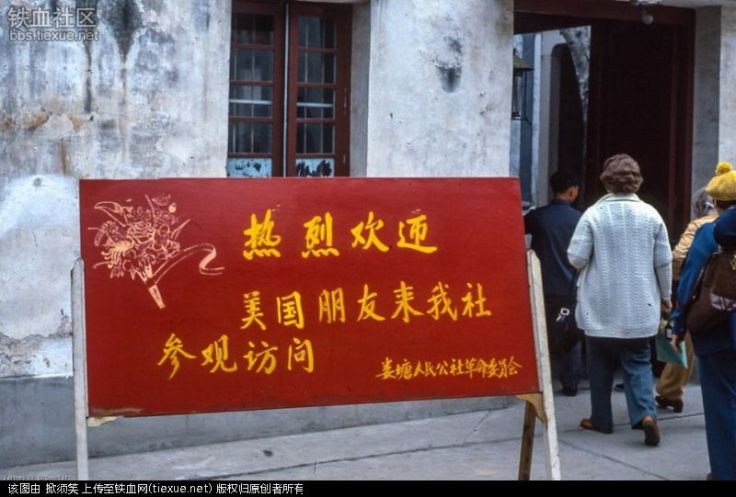 铁血社区
bbs.tiexue.net
热烈欢迎
美国朋友来我社
参观访问
娄塘人民公社革命委员会
该图由 掀须笑 上传至铁血网(tiexue.net) 版权归原创者所有